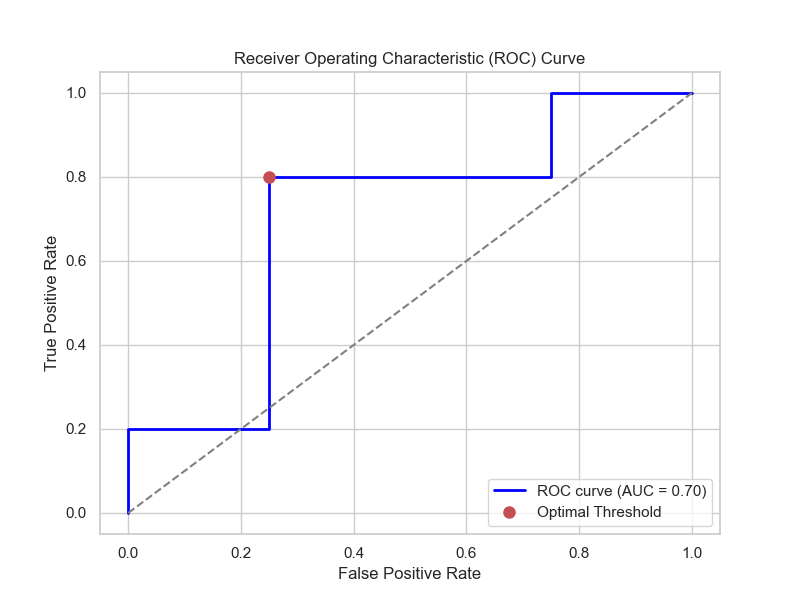 Receiver Operating Characteristic (ROC) Curve
True Positive Rate
1.0
0.8
0.6
0.4
0.2
0.0
ROC curve (AUC = 0.70)
Optimal Threshold
0.0 0.2 0.4 0.6 0.8 1.0
False Positive Rate